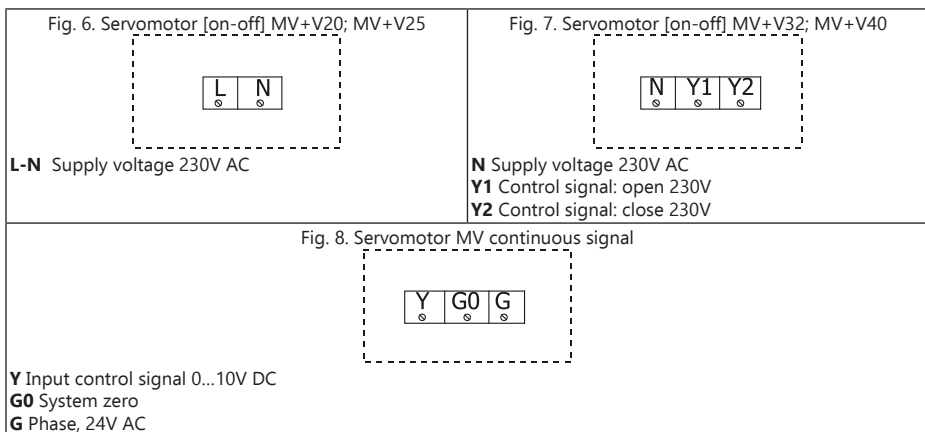 Fig. 6. Servomotor [on-off] MV+V20; MV+V25
L N
L-N Supply voltage 230V AC
Fig. 7. Servomotor [on-off] MV+V32; MV+V40
N Y1 Y2
N Supply voltage 230V AC
Y1 Control signal: open 230V
Y2 Control signal: close 230V
Fig. 8. Servomotor MV continuous signal
Y G0 G
Y Input control signal 0...10V DC
G0 System zero
G Phase, 24V AC